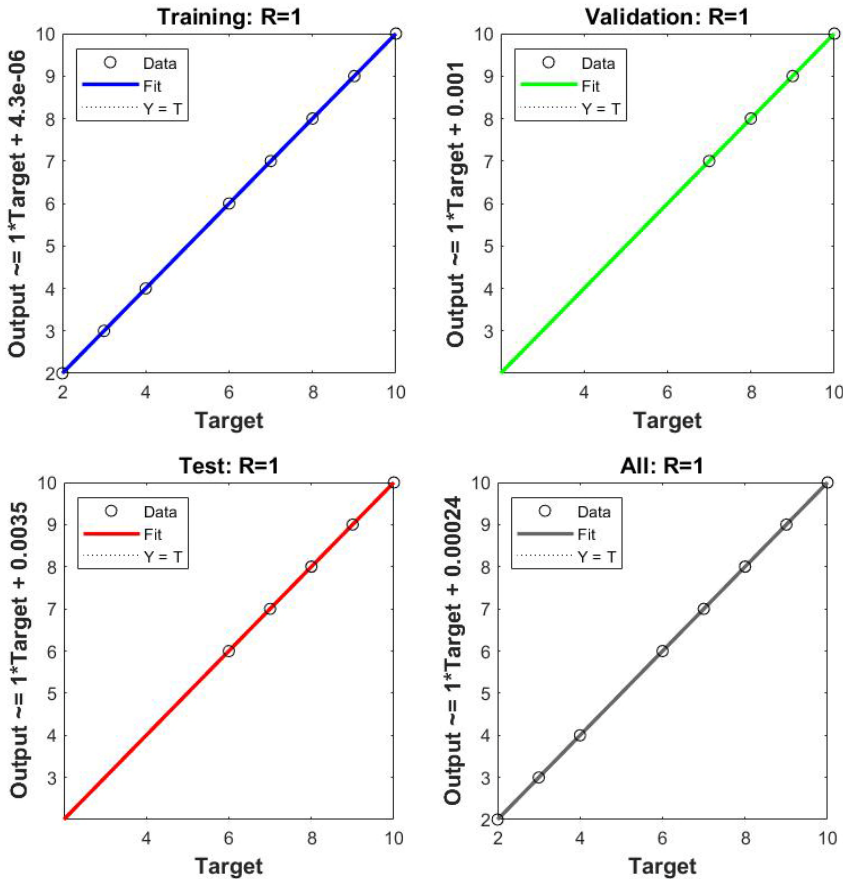 Training: R=1
Output ~= 1*Target + 4.3e-06
10
9
8
7
6
5
4
3
2
Data
Fit
Y = T
2
4
6
8
10
Target
Validation: R=1
Output ~= 1*Target + 0.001
10
9
8
7
6
5
4
3
Data
Fit
Y = T
4
6
8
10
Target
Test: R=1
Output ~= 1*Target + 0.0035
10
9
8
7
6
5
4
3
Data
Fit
Y = T
4
6
8
10
Target
All: R=1
Output ~= 1*Target + 0.00024
10
9
8
7
6
5
4
3
2
Data
Fit
Y = T
2
4
6
8
10
Target